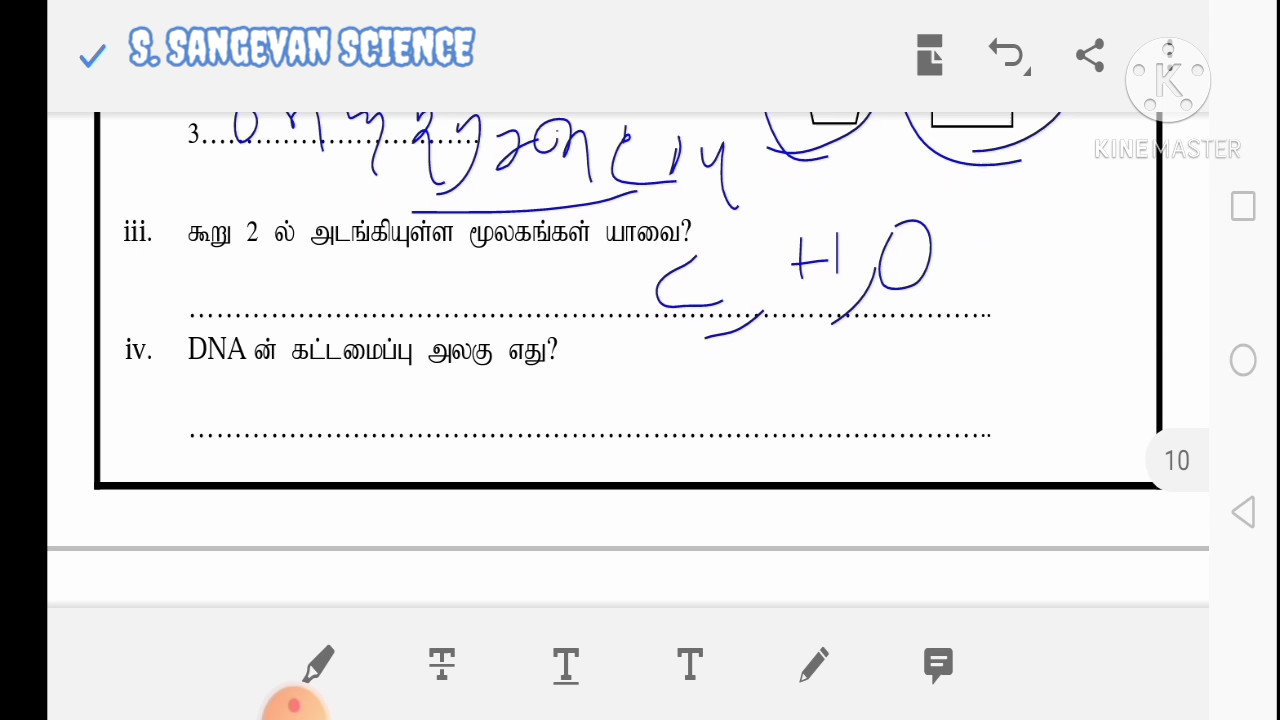 S. SANGEVAN SCIENCE
KINEMASTER
3..............................
iii. கூறு 2 ல் அடங்கியுள்ள மூலகங்கள் யாவை?
C, H, O
iv. DNA ன் கட்டமைப்பு அலகு எது?
10